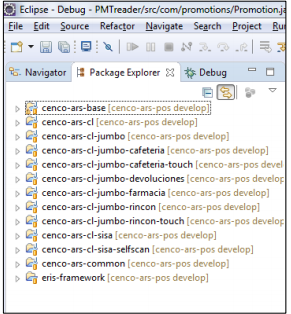 Eclipse - Debug - PMTreader/src/com/promotions/Promotion.ja
File Edit Source Refactor Navigate Search Project Run
Navigator Package Explorer Debug
cenco-ars-base [cenco-ars-pos develop]
cenco-ars-cl [cenco-ars-pos develop]
cenco-ars-cl-jumbo [cenco-ars-pos develop]
cenco-ars-cl-jumbo-cafeteria [cenco-ars-pos develop]
cenco-ars-cl-jumbo-cafeteria-touch [cenco-ars-pos develop]
cenco-ars-cl-jumbo-devoluciones [cenco-ars-pos develop]
cenco-ars-cl-jumbo-farmacia [cenco-ars-pos develop]
cenco-ars-cl-jumbo-rincon [cenco-ars-pos develop]
cenco-ars-cl-jumbo-rincon-touch [cenco-ars-pos develop]
cenco-ars-cl-sisa [cenco-ars-pos develop]
cenco-ars-cl-sisa-selfscan [cenco-ars-pos develop]
cenco-ars-common [cenco-ars-pos develop]
eris-framework [cenco-ars-pos develop]